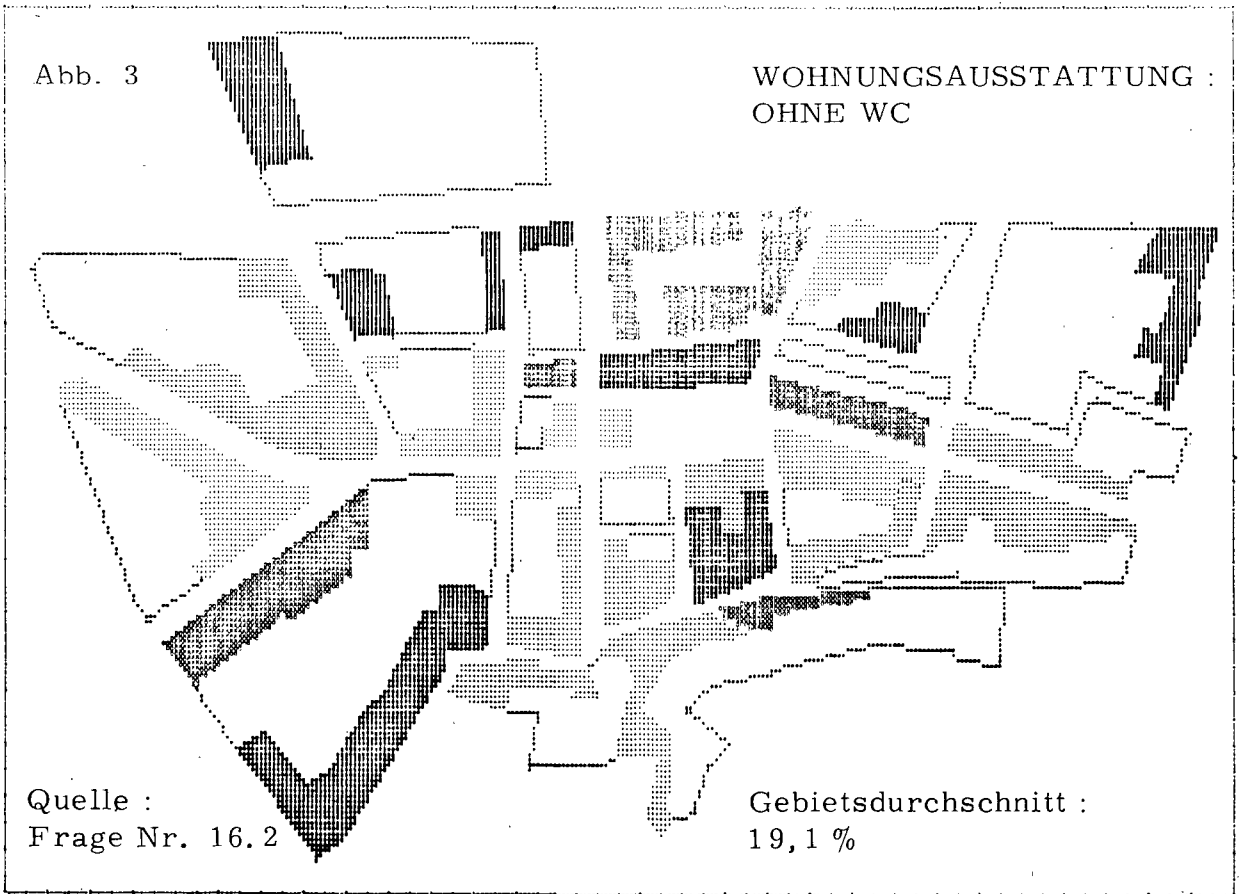 Abb. 3
WOHNUNGSAUSSTATTUNG :
OHNE WC
Quelle :
Frage Nr. 16.2
Gebietsdurchschnitt :
19,1 %